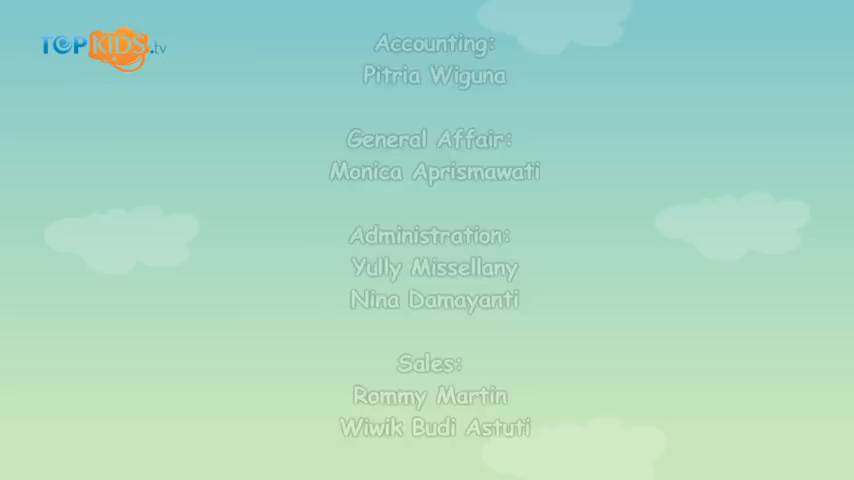 TOPKIDS.tv
Accounting:
Pitria Wiguna
General Affair:
Monica Aprismawati
Administration:
Yully Missellany
Nina Damayanti
Sales:
Rommy Martin
Wiwik Budi Astuti